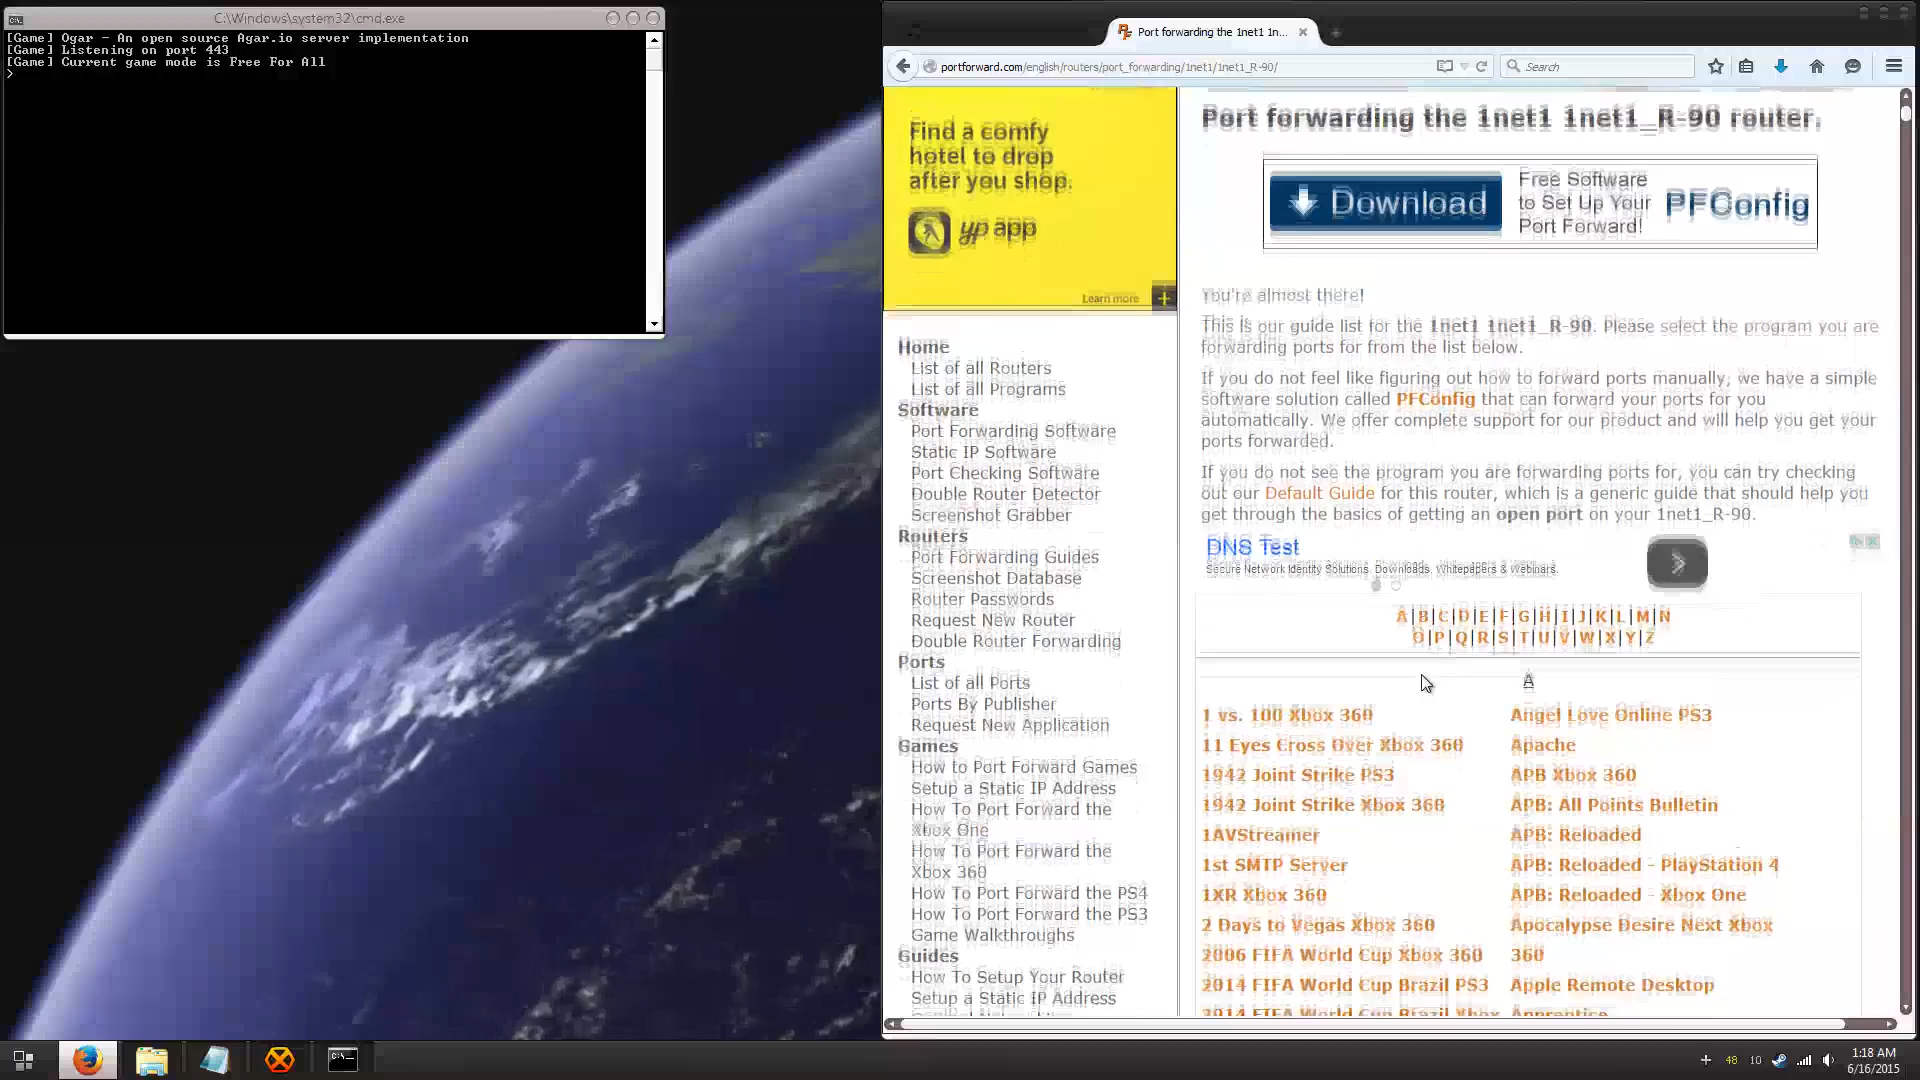 C:\Windows\system32\cmd.exe
[Game] Ogar - An open source Agar.io server implementation
[Game] Listening on port 443
[Game] Current game mode is Free For All
>
Port forwarding the 1net1 1n...
portforward.com/english/routers/port_forwarding/1net1/1net1_R-90/
Search
Find a comfy
hotel to drop
after you shop.
yp app
Learn more
Home
List of all Routers
List of all Programs
Software
Port Forwarding Software
Static IP Software
Port Checking Software
Double Router Detector
Screenshot Grabber
Routers
Port Forwarding Guides
Screenshot Database
Router Passwords
Request New Router
Double Router Forwarding
Ports
List of all Ports
Ports By Publisher
Request New Application
Games
How to Port Forward Games
Setup a Static IP Address
How To Port Forward the
Xbox One
How To Port Forward the
Xbox 360
How To Port Forward the PS4
How To Port Forward the PS3
Game Walkthroughs
Guides
How To Setup Your Router
Setup a Static IP Address
Port forwarding the 1net1 1net1_R-90 router.
Download
Free Software
to Set Up Your
Port Forward!
PFConfig
You're almost there!
This is our guide list for the 1net1 1net1_R-90. Please select the program you are
forwarding ports for from the list below.
If you do not feel like figuring out how to forward ports manually, we have a simple
software solution called PFConfig that can forward your ports for you
automatically. We offer complete support for our product and will help you get your
ports forwarded.
If you do not see the program you are forwarding ports for, you can try checking
out our Default Guide for this router, which is a generic guide that should help you
get through the basics of getting an open port on your 1net1_R-90.
DNS Test
Secure Network Identity Solutions. Downloads, Whitepapers & Webinars.
A|B|C|D|E|F|G|H|I|J|K|L|M|N
O|P|Q|R|S|T|U|V|W|X|Y|Z
A
1 vs. 100 Xbox 360
11 Eyes Cross Over Xbox 360
1942 Joint Strike PS3
1942 Joint Strike Xbox 360
1AVStreamer
1st SMTP Server
1XR Xbox 360
2 Days to Vegas Xbox 360
2006 FIFA World Cup Xbox 360
2014 FIFA World Cup Brazil PS3
2014 FIFA World Cup Brazil Xbox
Angel Love Online PS3
Apache
APB Xbox 360
APB: All Points Bulletin
APB: Reloaded
APB: Reloaded - PlayStation 4
APB: Reloaded - Xbox One
Apocalypse Desire Next Xbox
360
Apple Remote Desktop
Apprentice
48
10
1:18 AM
6/16/2015